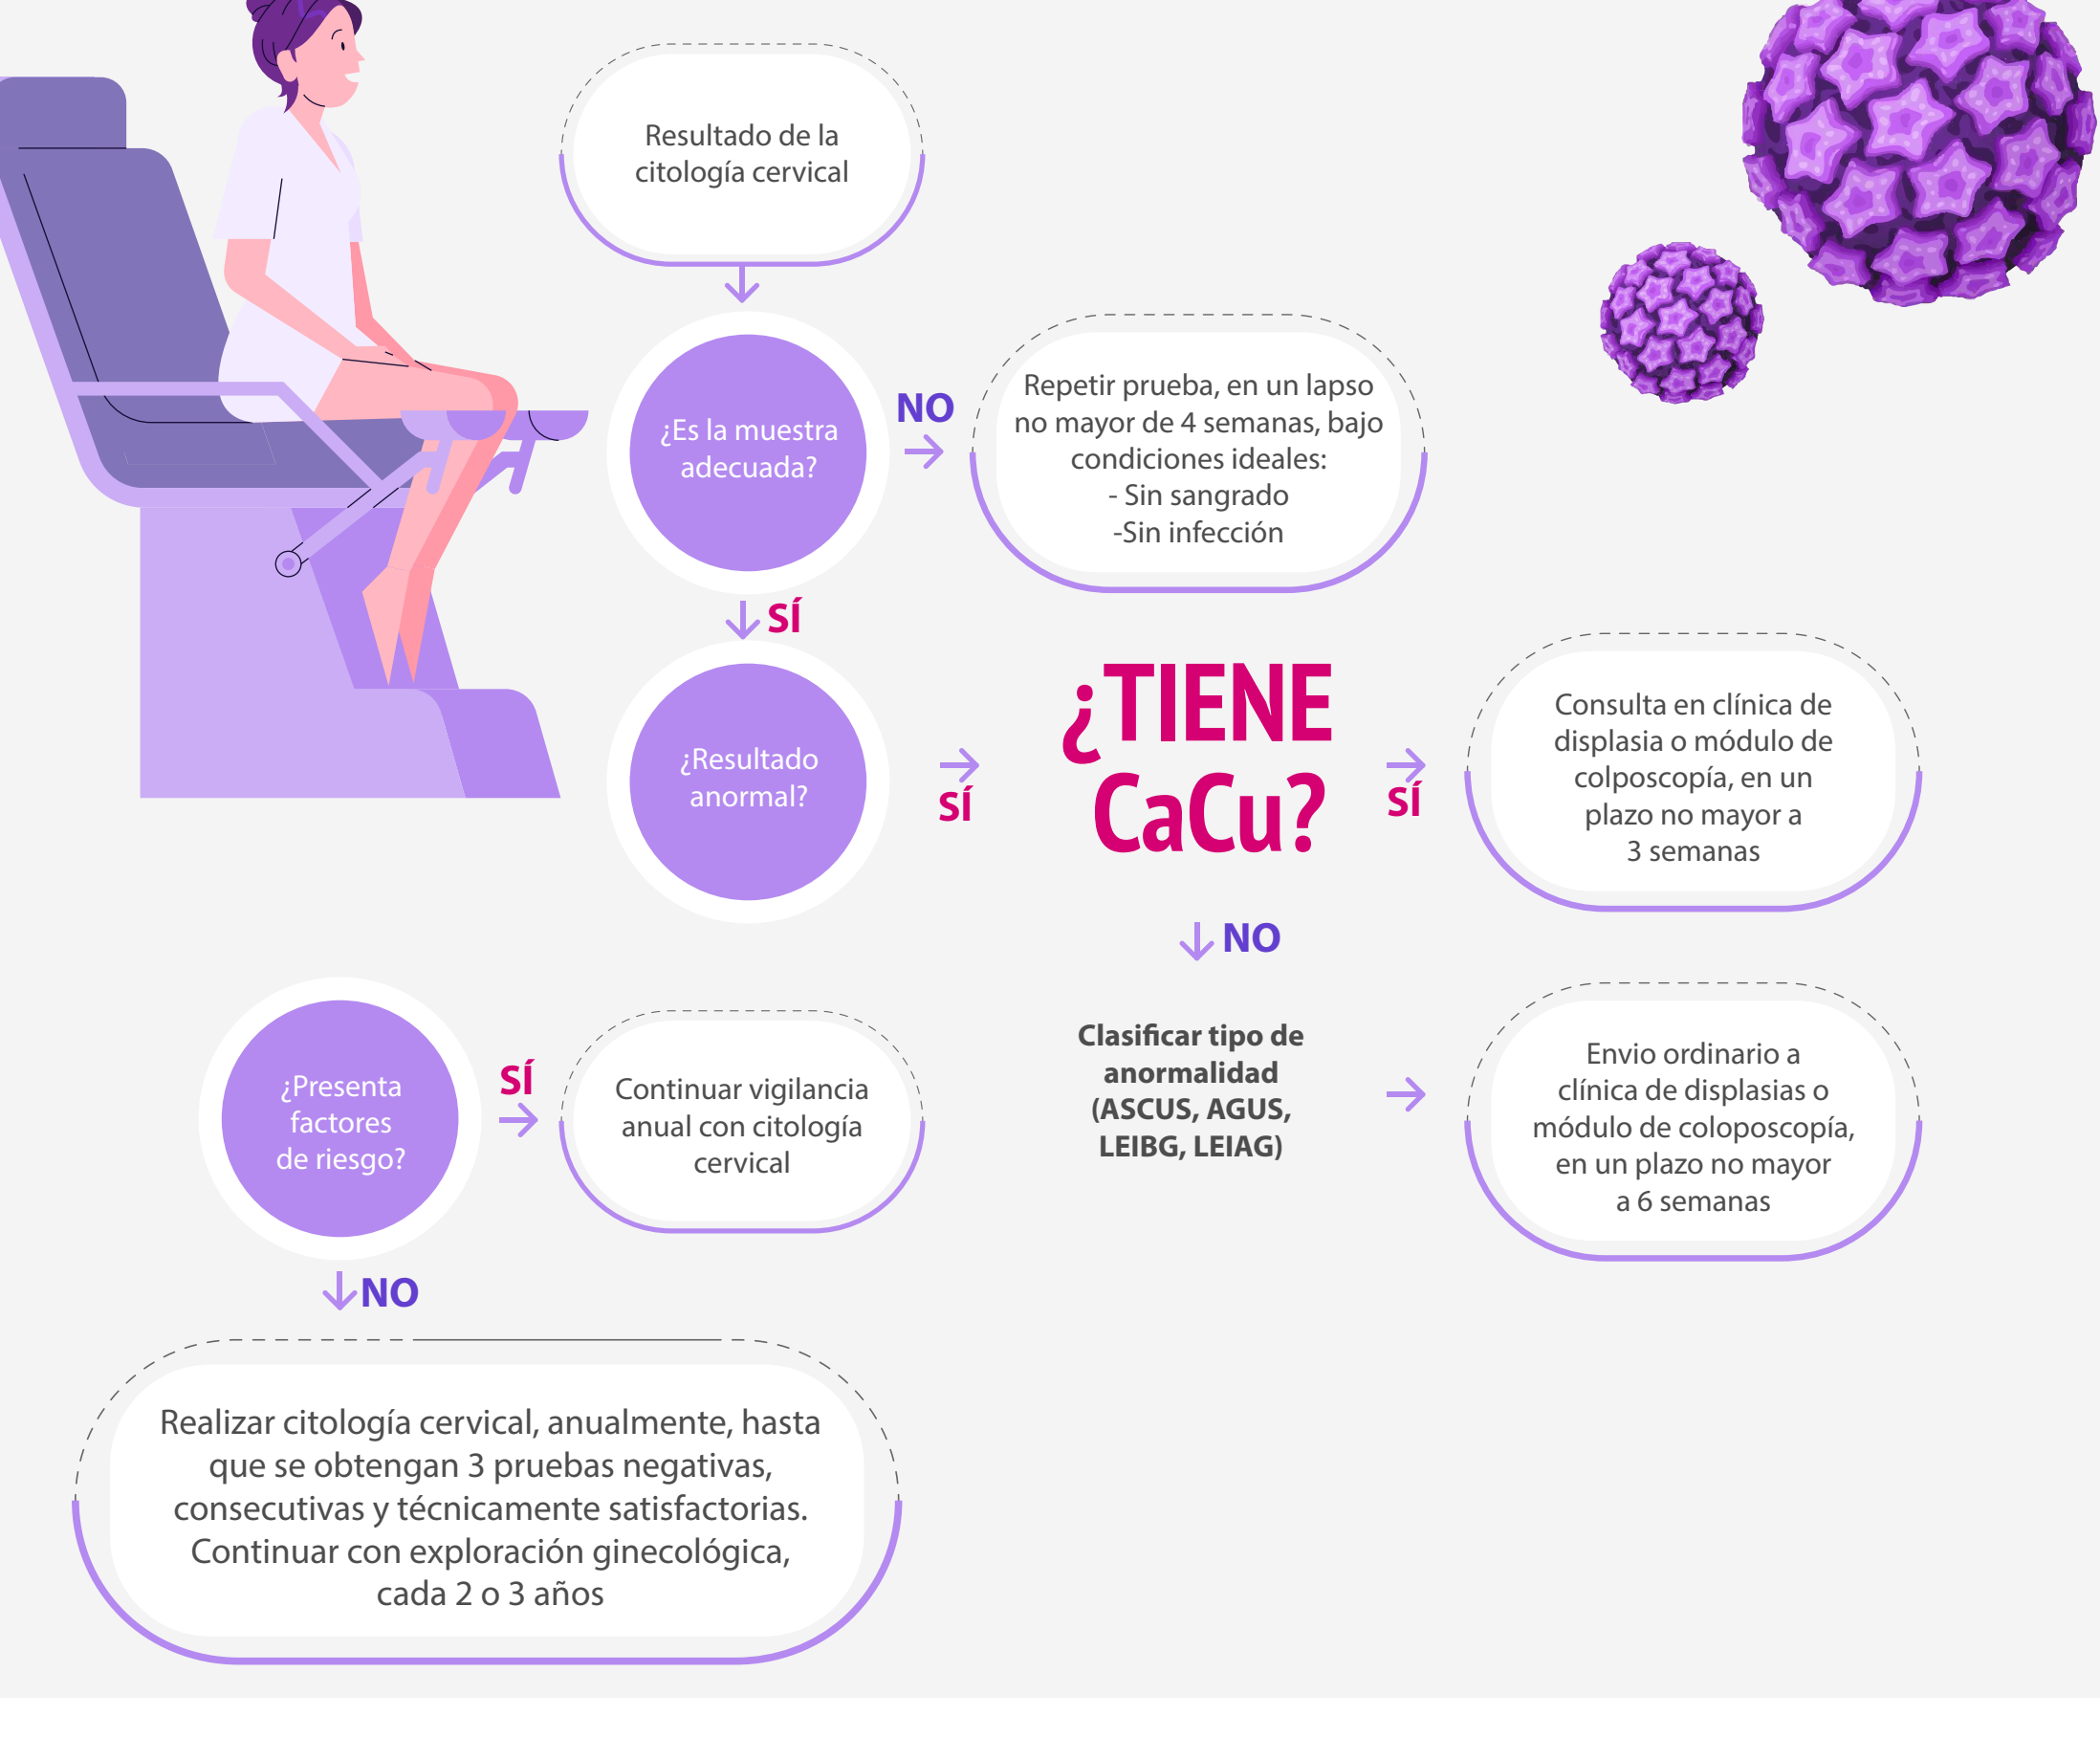 Resultado de la
citología cervical
¿Es la muestra
adecuada?
NO
Repetir prueba, en un lapso
no mayor de 4 semanas, bajo
condiciones ideales:
- Sin sangrado
-Sin infección
SÍ
¿Resultado
anormal?
SÍ
¿TIENE
CaCu?
SÍ
Consulta en clínica de
displasia o módulo de
colposcopía, en un
plazo no mayor a
3 semanas
NO
Clasificar tipo de
anormalidad
(ASCUS, AGUS,
LEIBG, LEIAG)
Envio ordinario a
clínica de displasias o
módulo de coloposcopía,
en un plazo no mayor
a 6 semanas
¿Presenta
factores
de riesgo?
SÍ
Continuar vigilancia
anual con citología
cervical
NO
Realizar citología cervical, anualmente, hasta
que se obtengan 3 pruebas negativas,
consecutivas y técnicamente satisfactorias.
Continuar con exploración ginecológica,
cada 2 o 3 años